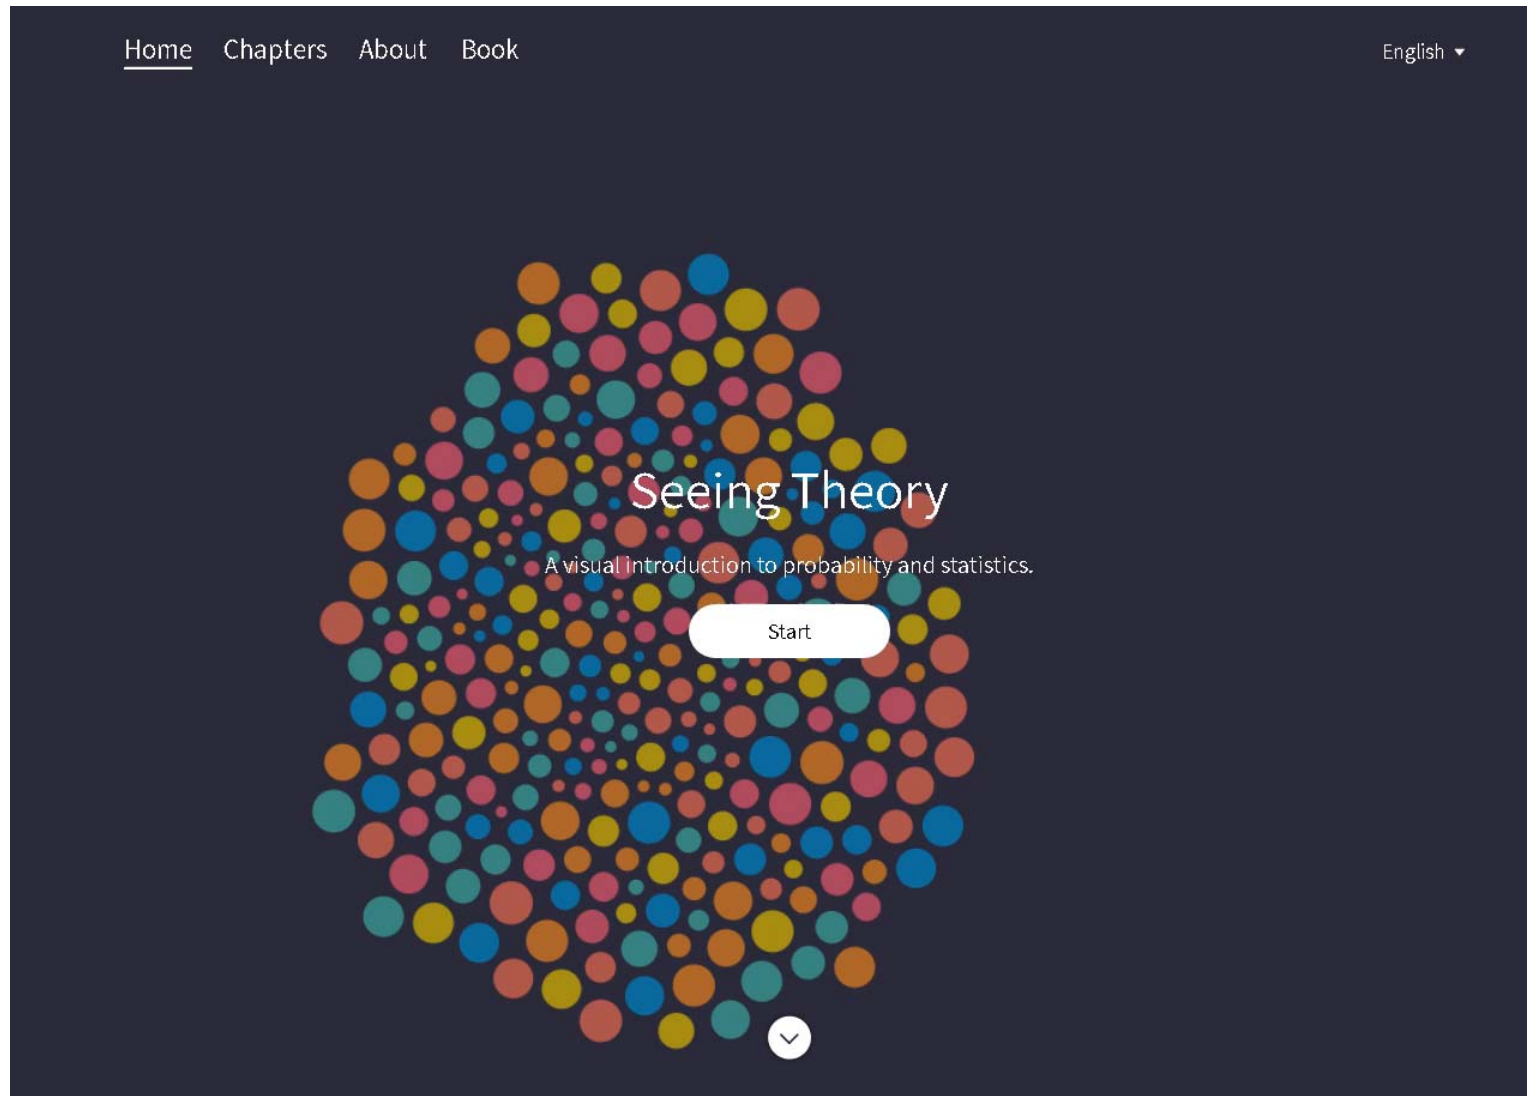 Home Chapters About Book English
Seeing Theory
A visual introduction to probability and statistics.
Start